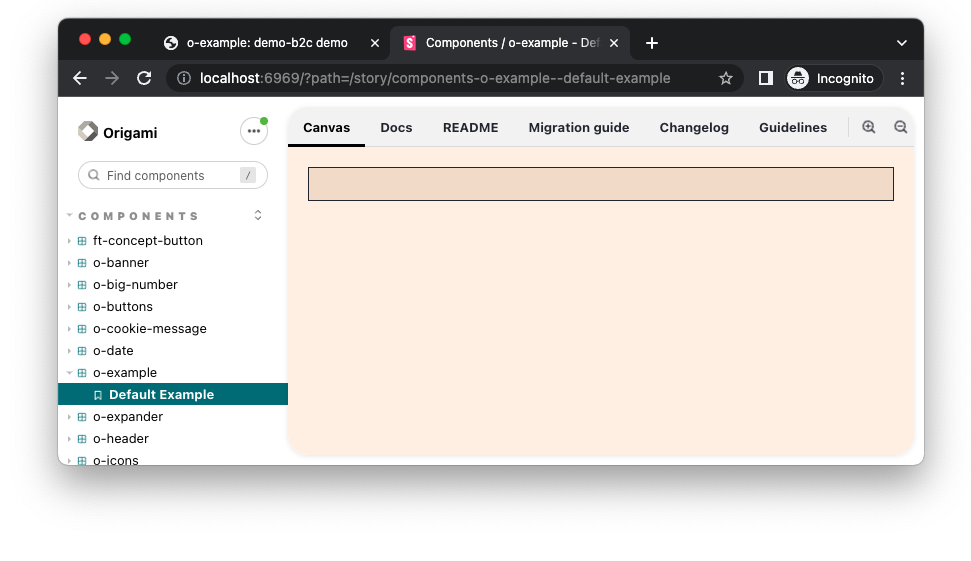 o-example: demo-b2c demo
Components / o-example - Def
localhost:6969/?path=/story/components-o-example--default-example
Incognito
Origami
Canvas
Docs
README
Migration guide
Changelog
Guidelines
Find components
/
COMPONENTS
ft-concept-button
o-banner
o-big-number
o-buttons
o-cookie-message
o-date
o-example
Default Example
o-expander
o-header
o-icons